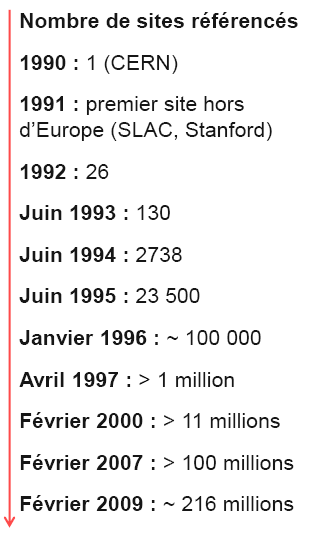 Nombre de sites référencés
1990 : 1 (CERN)
1991 : premier site hors
d’Europe (SLAC, Stanford)
1992 : 26
Juin 1993 : 130
Juin 1994 : 2738
Juin 1995 : 23 500
Janvier 1996 : ~ 100 000
Avril 1997 : > 1 million
Février 2000 : > 11 millions
Février 2007 : > 100 millions
Février 2009 : ~ 216 millions